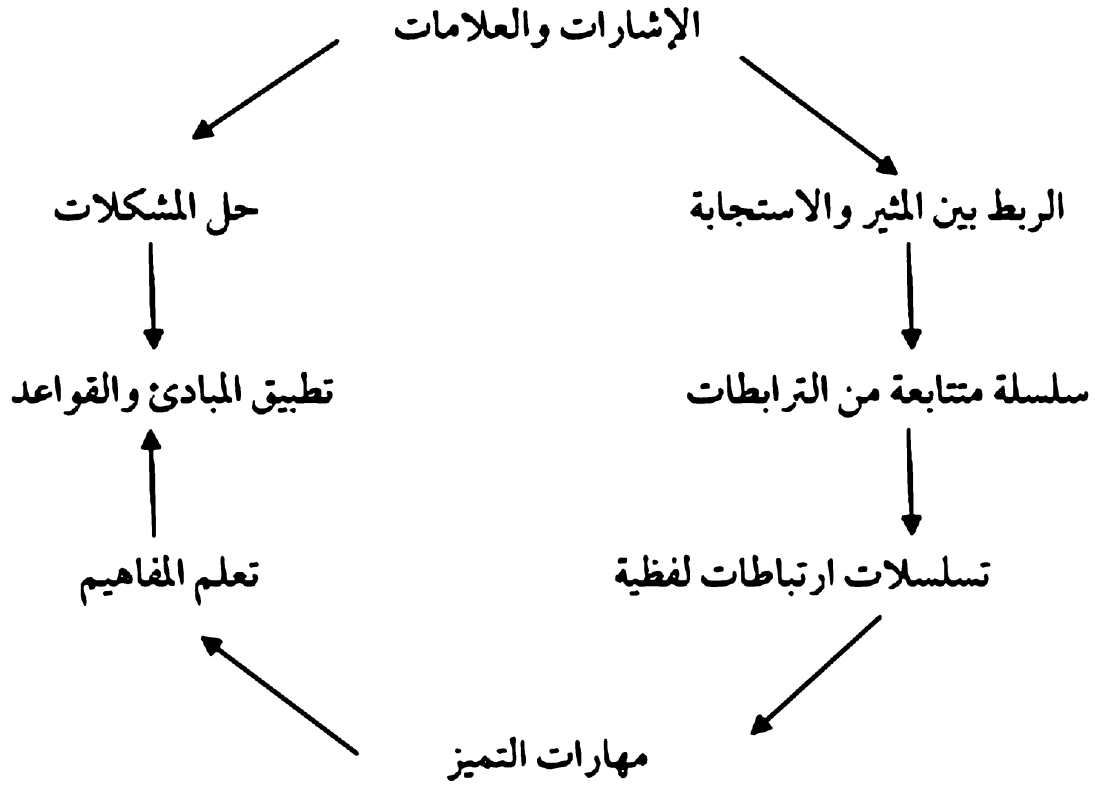 الإشارات والعلامات
الربط بين المثير والاستجابة
حل المشكلات
سلسلة متتابعة من الترابطات
تطبيق المبادئ والقواعد
تسلسلات ارتباطات لفظية
تعلم المفاهيم
مهارات التميز